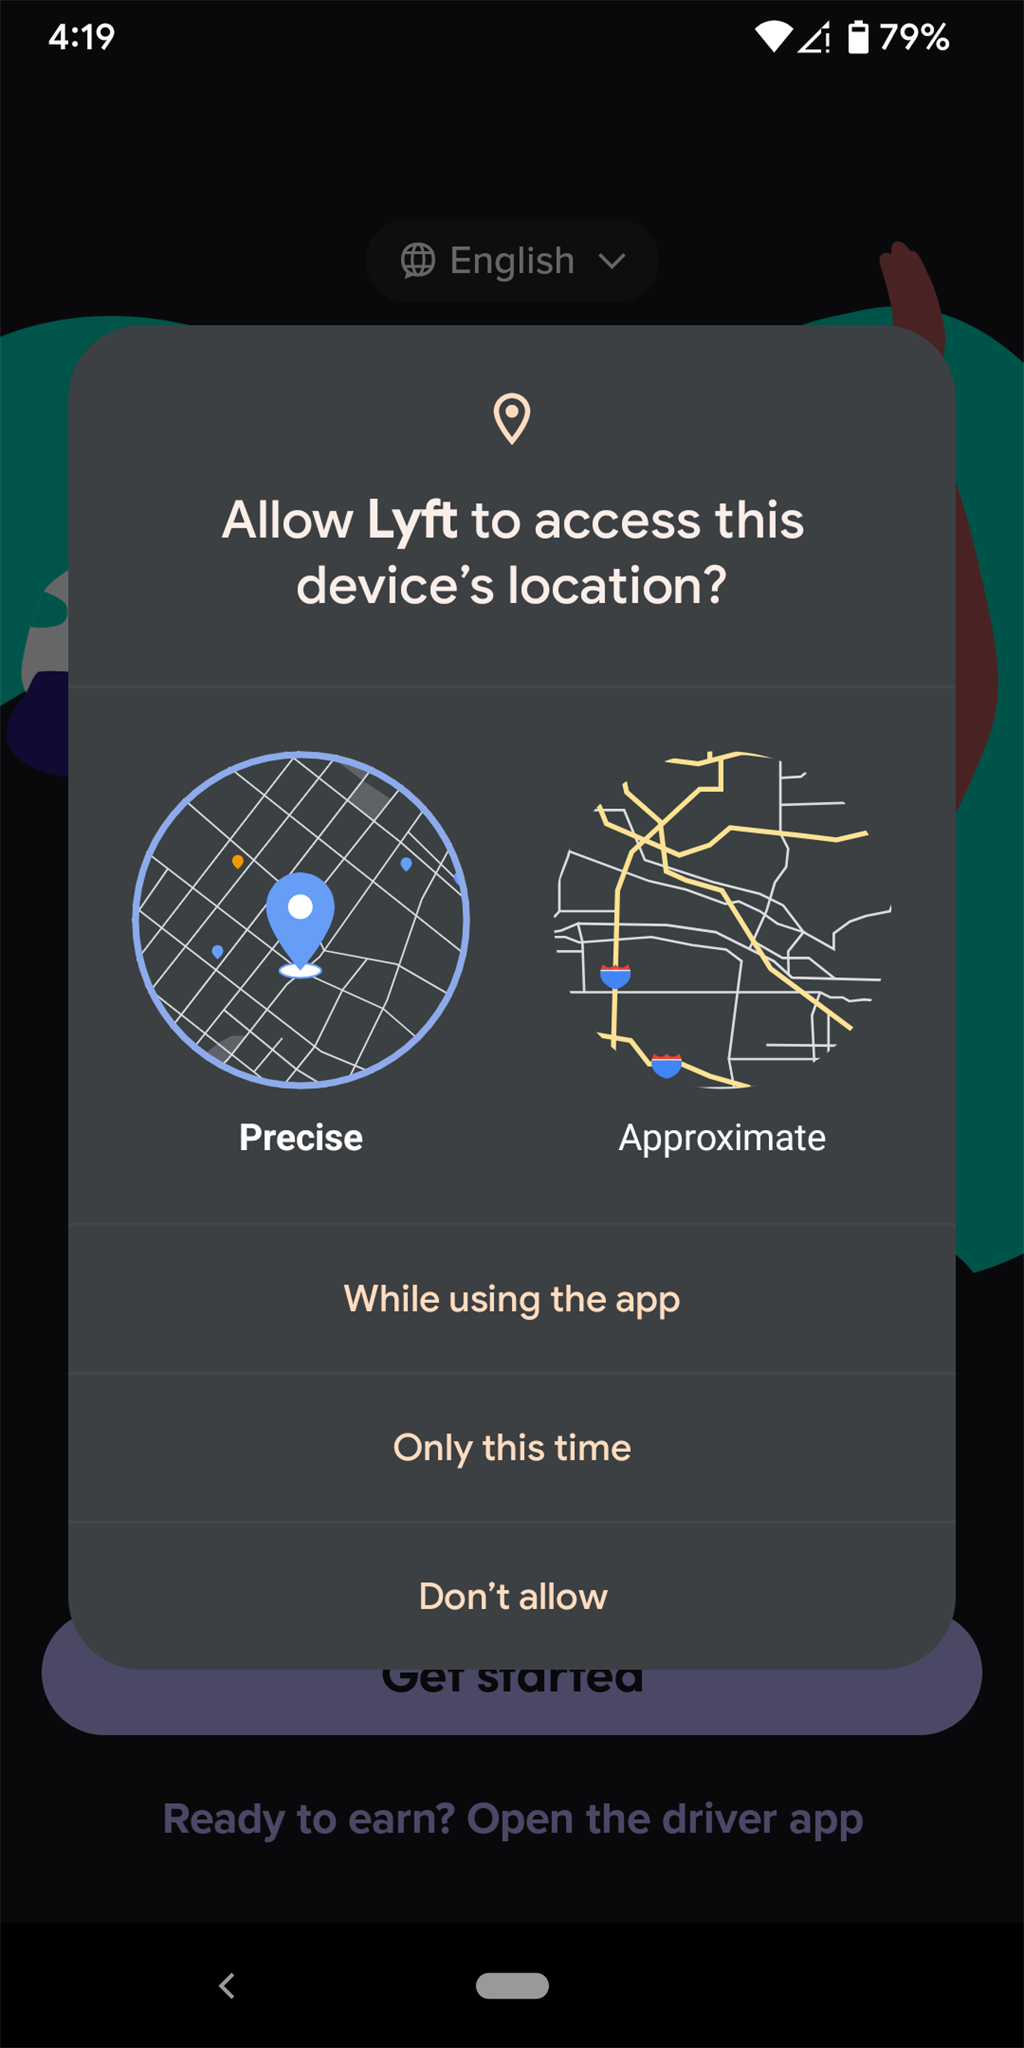 4:19
79%
English
Allow Lyft to access this
device’s location?
Precise
Approximate
While using the app
Only this time
Don’t allow
Get started
Ready to earn? Open the driver app